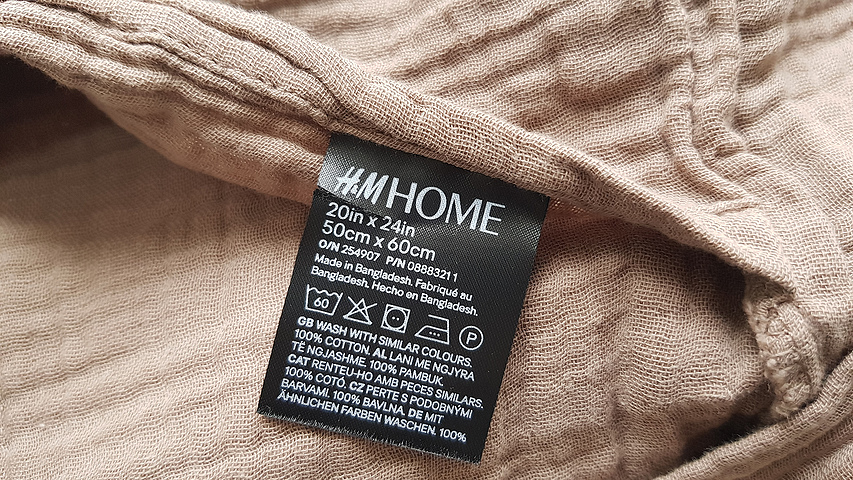 H&M HOME
20in x 24in
50cm x 60cm
O/N 254907 P/N 08883211
Made in Bangladesh. Fabriqué au
Bangladesh. Hecho en Bangladesh.
60 P
GB WASH WITH SIMILAR COLOURS.
100% COTTON. AL LANI ME NGJYRA
TË NGJASHME. 100% PAMBUK.
CAT RENTEU-HO AMB PECES SIMILARS.
100% COTÓ. CZ PERTE S PODOBNÝMI
BARVAMI. 100% BAVLNA. DE MIT
ÄHNLICHEN FARBEN WASCHEN. 100%